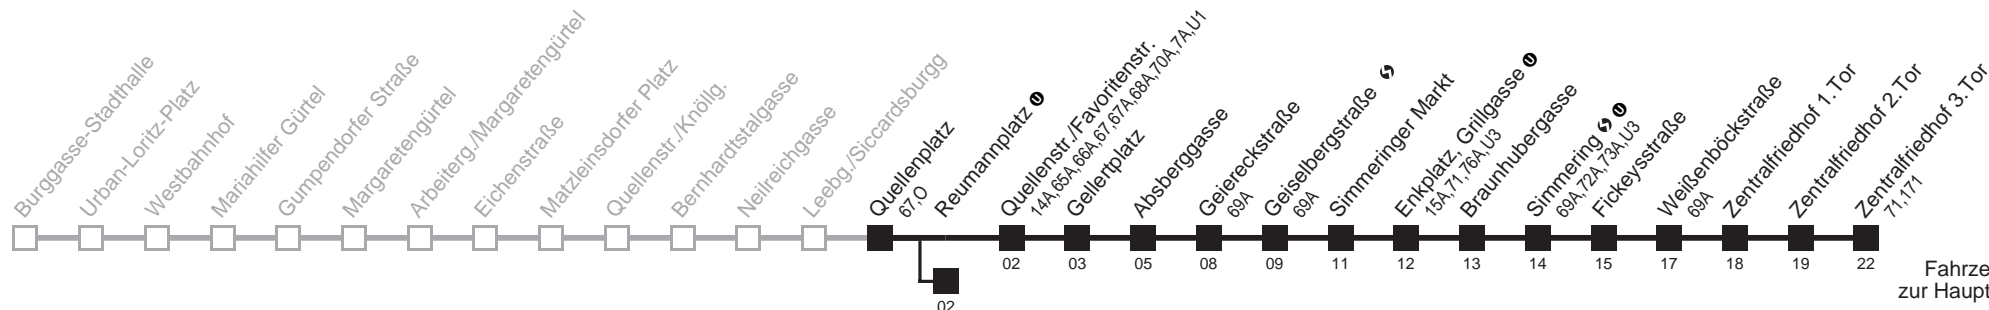 Burggasse-Stadthalle
Urban-Loritz-Platz
Westbahnhof
Mariahilfer Gürtel
Gumpendorfer Straße
Margaretengürtel
Arbeiterg./Margaretengürtel
Eichenstraße
Matzleinsdorfer Platz
Quellenstr./Knöllg.
Bernhardtstalgasse
Neilreichgasse
Leebg./Siccardsburgg
Quellenplatz
67,O
Reumannplatz U
Quellenstr./Favoritenstr.
14A,65A,66A,67,67A,68A,70A,7A,U1
Gellertplatz
Absberggasse
Geiereckstraße
69A
Geiselbergstraße S
69A
Simmeringer Markt
Enkplatz, Grillgasse U
15A,71,76A,U3
Braunhubergasse
Simmering S U
69A,72A,73A,U3
Fickeysstraße
Weißenböckstraße
69A
Zentralfriedhof 1.Tor
Zentralfriedhof 2.Tor
Zentralfriedhof 3.Tor
71,171
02 03 05 08 09 11 12 13 14 15 17 18 19 22
02
Fahrze
zur Haupt